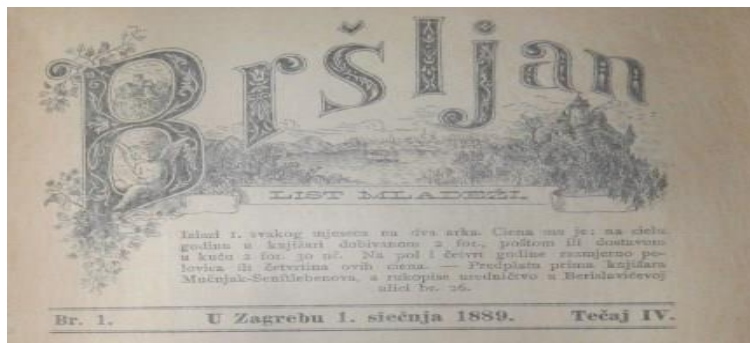 Bršljan
LIST MLADEŽI.
Izlazi 1. svakog mjeseca na dva arka. Ciena mu je: na cielu
godinu u knjižari dobivanom 2 for., poštom ili dostavom
u kuću 2 for. 30 nč. Na pol i četvrt godine razmjerno po-
lovica ili četvrtina ovih ciena. — Predplatu prima knjižara
Mučnjak-Senftlebenova, a rukopise uredničtvo u Berislavićevoj
ulici br. 26.
Br. 1. U Zagrebu 1. siečnja 1889. Tečaj IV.